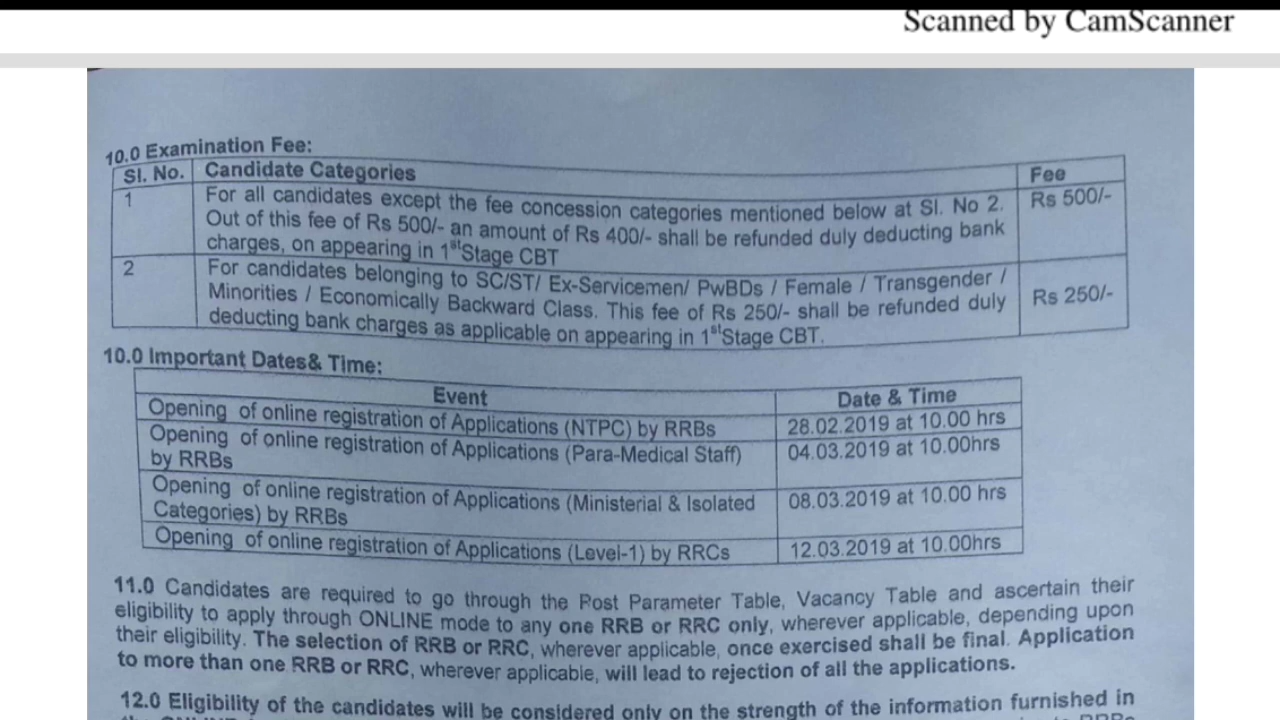 Scanned by CamScanner
10.0 Examination Fee:
Sl. No. Candidate Categories Fee
1 For all candidates except the fee concession categories mentioned below at Sl. No 2. Rs 500/-
Out of this fee of Rs 500/- an amount of Rs 400/- shall be refunded duly deducting bank
charges, on appearing in 1st Stage CBT
2 For candidates belonging to SC/ST/ Ex-Servicemen/ PwBDs / Female / Transgender /
Minorities / Economically Backward Class. This fee of Rs 250/- shall be refunded duly Rs 250/-
deducting bank charges as applicable on appearing in 1st Stage CBT.
10.0 Important Dates& Time:
Event Date & Time
Opening of online registration of Applications (NTPC) by RRBs 28.02.2019 at 10.00 hrs
Opening of online registration of Applications (Para-Medical Staff) 04.03.2019 at 10.00hrs
by RRBs
Opening of online registration of Applications (Ministerial & Isolated 08.03.2019 at 10.00 hrs
Categories) by RRBs
Opening of online registration of Applications (Level-1) by RRCs 12.03.2019 at 10.00hrs
11.0 Candidates are required to go through the Post Parameter Table, Vacancy Table and ascertain their
eligibility to apply through ONLINE mode to any one RRB or RRC only, wherever applicable, depending upon
their eligibility. The selection of RRB or RRC, wherever applicable, once exercised shall be final. Application
to more than one RRB or RRC, wherever applicable, will lead to rejection of all the applications.
12.0 Eligibility of the candidates will be considered only on the strength of the information furnished in